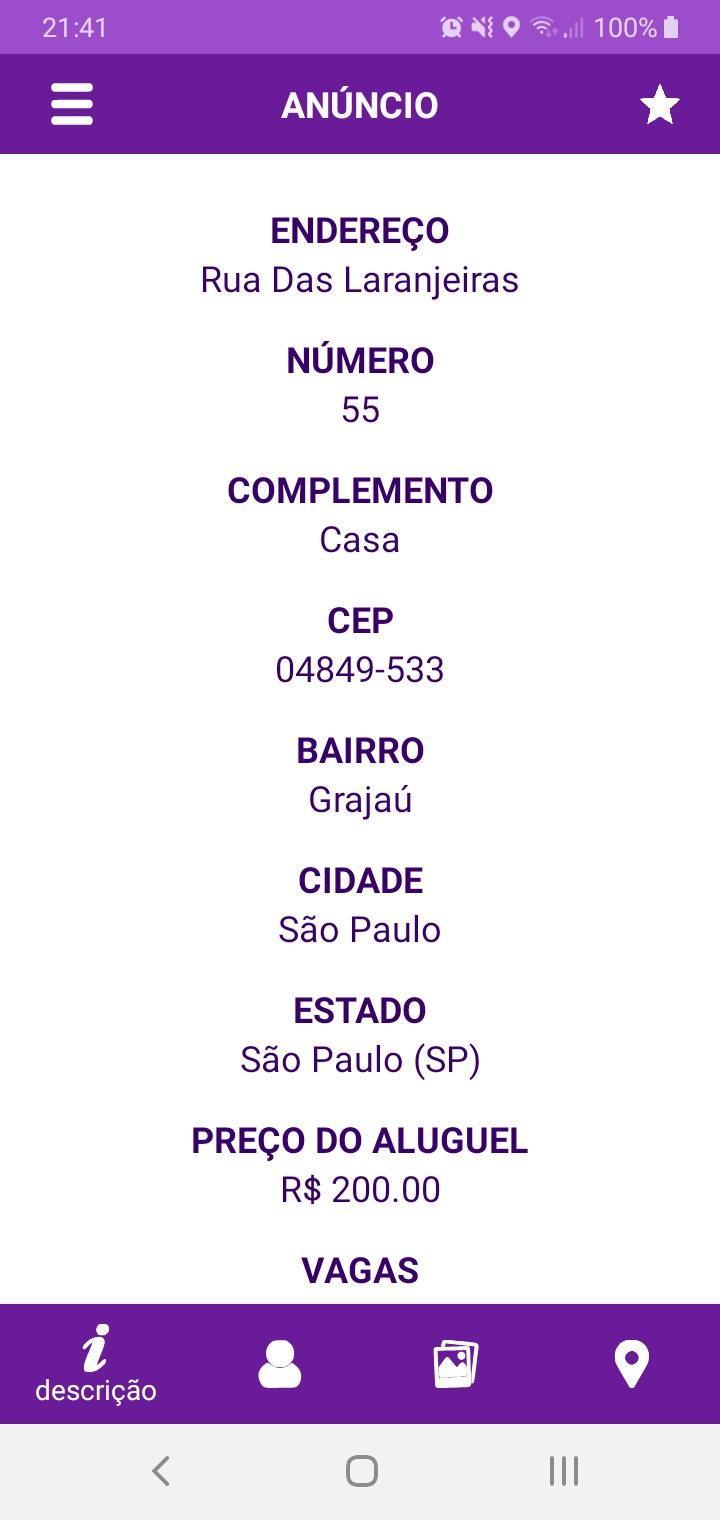 21:41
100%
ANÚNCIO
ENDEREÇO
Rua Das Laranjeiras
NÚMERO
55
COMPLEMENTO
Casa
CEP
04849-533
BAIRRO
Grajaú
CIDADE
São Paulo
ESTADO
São Paulo (SP)
PREÇO DO ALUGUEL
R$ 200.00
VAGAS
descrição